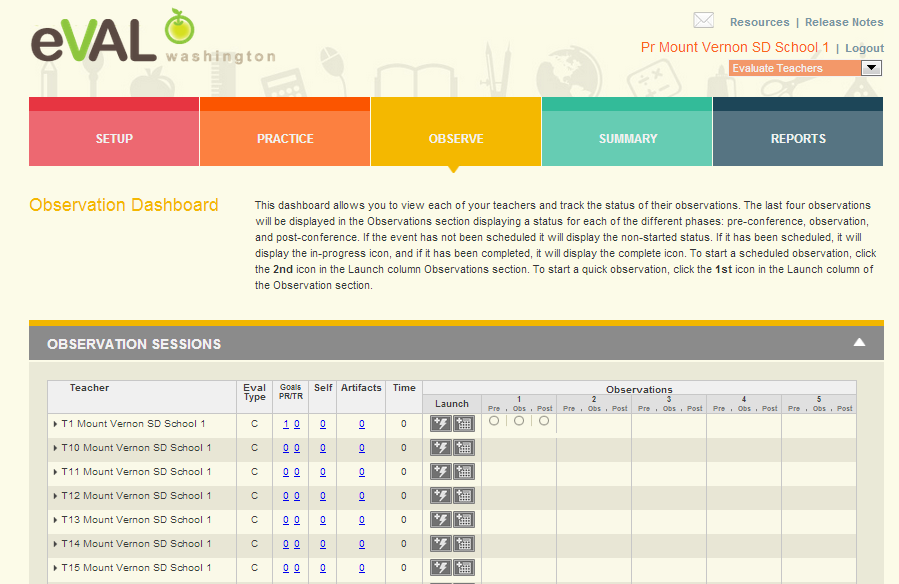 eVAL
washington
Resources | Release Notes
Pr Mount Vernon SD School 1 | Logout
Evaluate Teachers
SETUP PRACTICE OBSERVE SUMMARY REPORTS
Observation Dashboard
This dashboard allows you to view each of your teachers and track the status of their observations. The last four observations
will be displayed in the Observations section displaying a status for each of the different phases: pre-conference, observation,
and post-conference. If the event has not been scheduled it will display the non-started status. If it has been scheduled, it will
display the in-progress icon, and if it has been completed, it will display the complete icon. To start a scheduled observation, click
the 2nd icon in the Launch column Observations section. To start a quick observation, click the 1st icon in the Launch column of
the Observation section.
OBSERVATION SESSIONS
Teacher Eval Type Goals PR/TR Self Artifacts Time Observations
Launch 1 2 3 4 5
Pre , Obs , Post Pre , Obs , Post Pre , Obs , Post Pre , Obs , Post Pre , Obs , Post
T1 Mount Vernon SD School 1 C 1 0 0 0 0
T10 Mount Vernon SD School 1 C 0 0 0 0 0
T11 Mount Vernon SD School 1 C 0 0 0 0 0
T12 Mount Vernon SD School 1 C 0 0 0 0 0
T13 Mount Vernon SD School 1 C 0 0 0 0 0
T14 Mount Vernon SD School 1 C 0 0 0 0 0
T15 Mount Vernon SD School 1 C 0 0 0 0 0